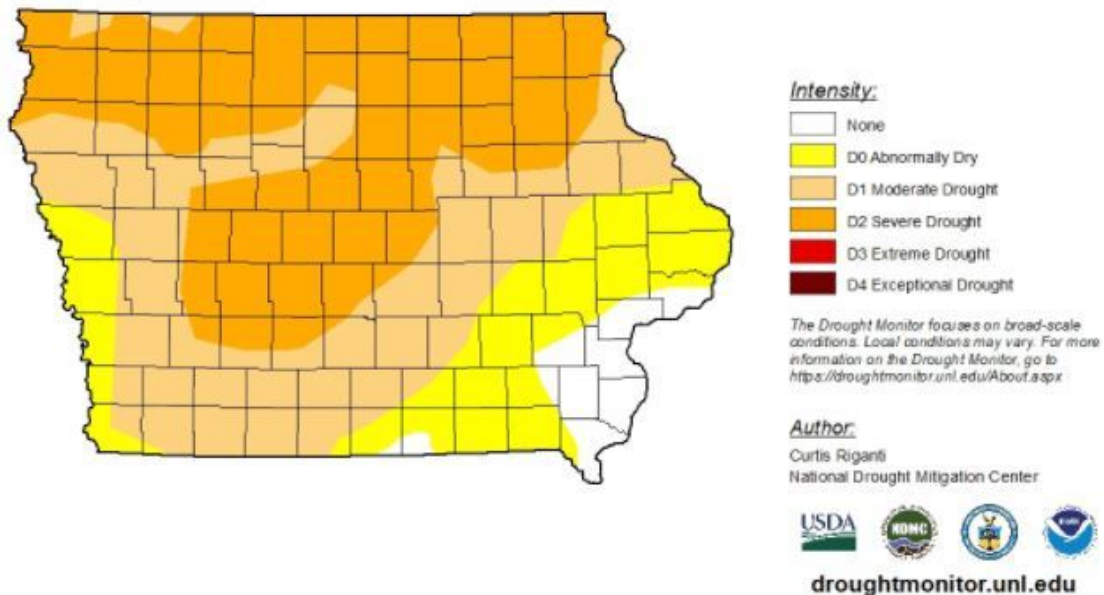 Intensity:
None
D0 Abnormally Dry
D1 Moderate Drought
D2 Severe Drought
D3 Extreme Drought
D4 Exceptional Drought
The Drought Monitor focuses on broad-scale
conditions. Local conditions may vary. For more
information on the Drought Monitor, go to
https://droughtmonitor.unl.edu/About.aspx
Author:
Curtis Riganti
National Drought Mitigation Center
USDA
NDMC
droughtmonitor.unl.edu